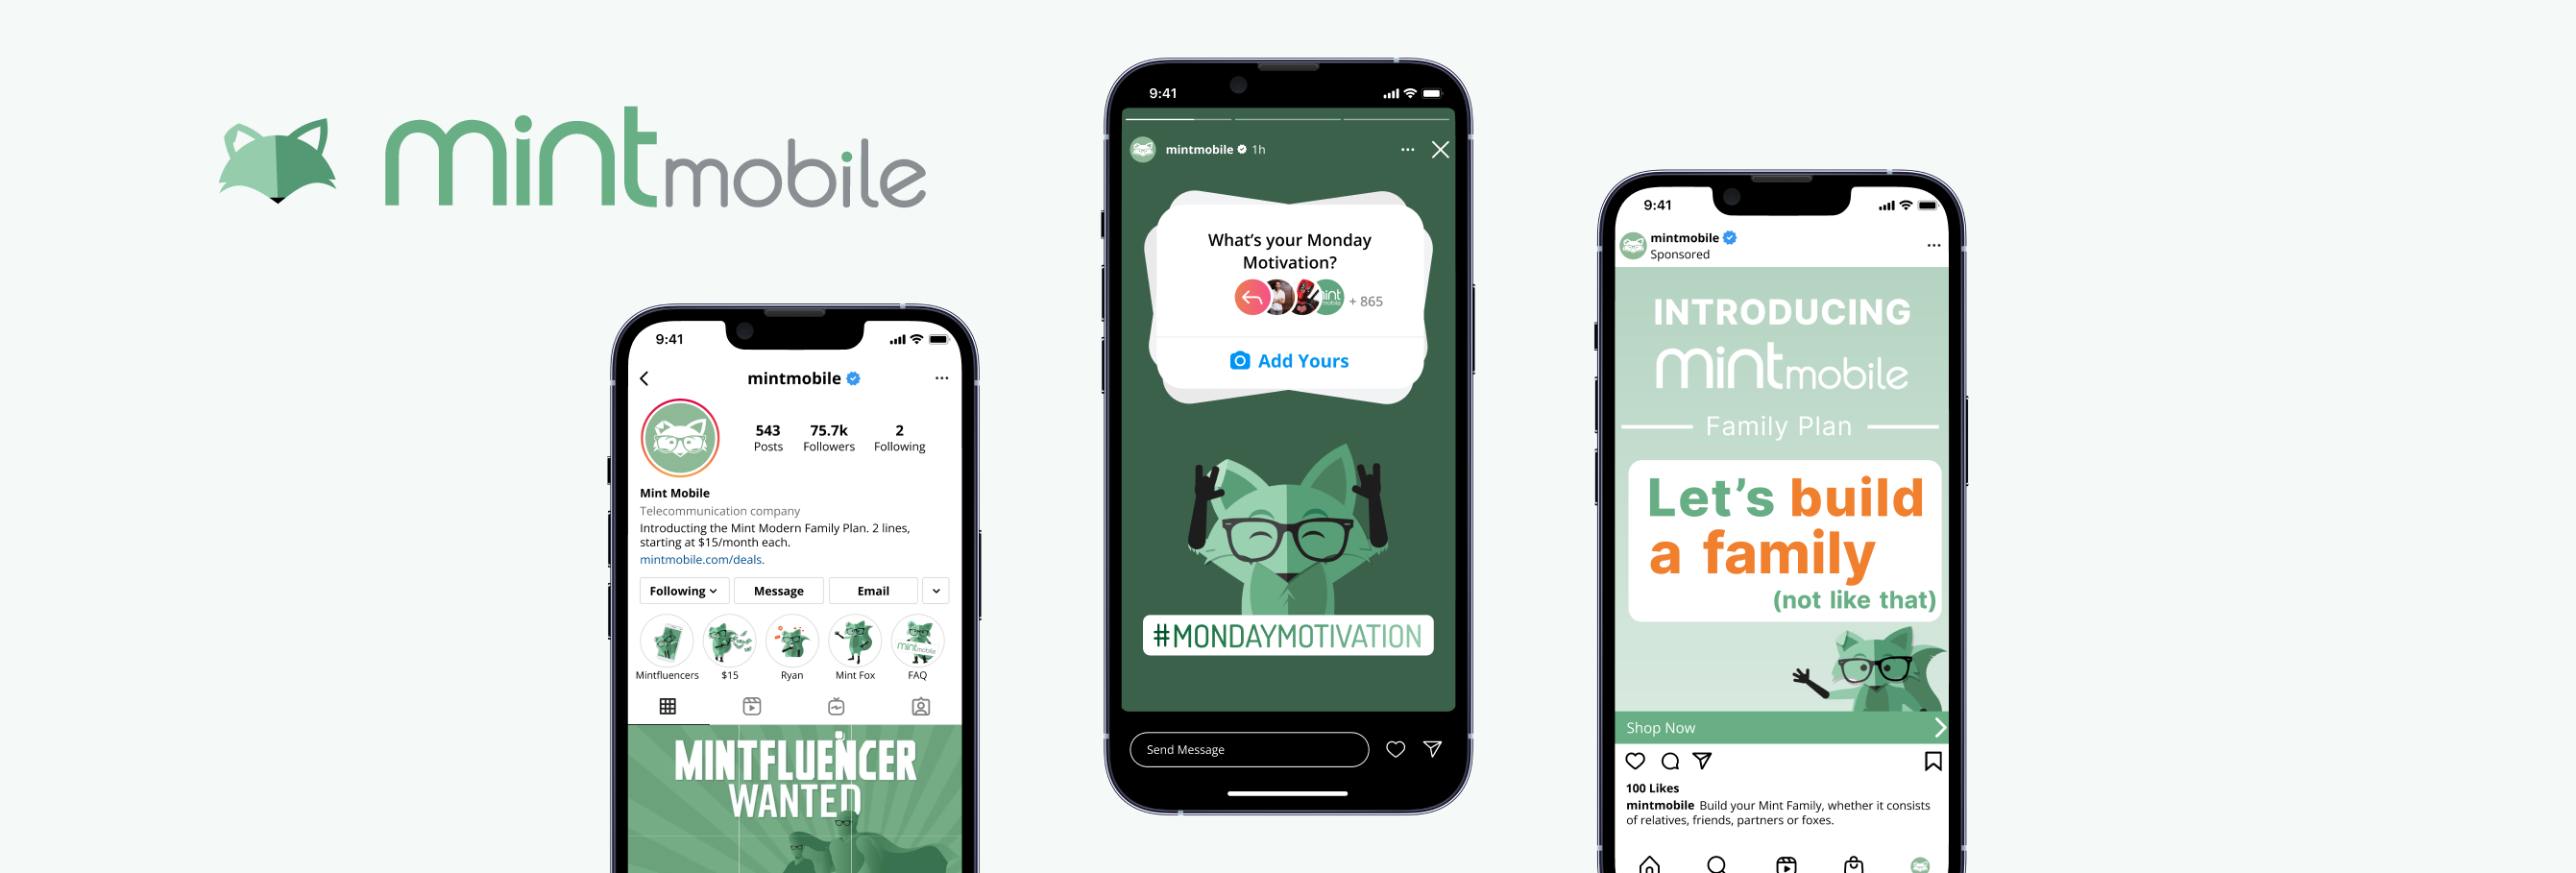 mintmobile
9:41
mintmobile
543 75.7k 2
Posts Followers Following
Mint Mobile
Telecommunication company
Introducting the Mint Modern Family Plan. 2 lines,
starting at $15/month each.
mintmobile.com/deals.
Following Message Email
mintmobile
Mintfluencers $15 Ryan Mint Fox FAQ
MINTFLUENCER
WANTED
9:41
mintmobile 1h
What's your Monday
Motivation?
mint
mobile
+ 865
Add Yours
#MONDAYMOTIVATION
Send Message
9:41
mintmobile
Sponsored
INTRODUCING
mintmobile
Family Plan
Let's build
a family
(not like that)
Shop Now
100 Likes
mintmobile Build your Mint Family, whether it consists
of relatives, friends, partners or foxes.